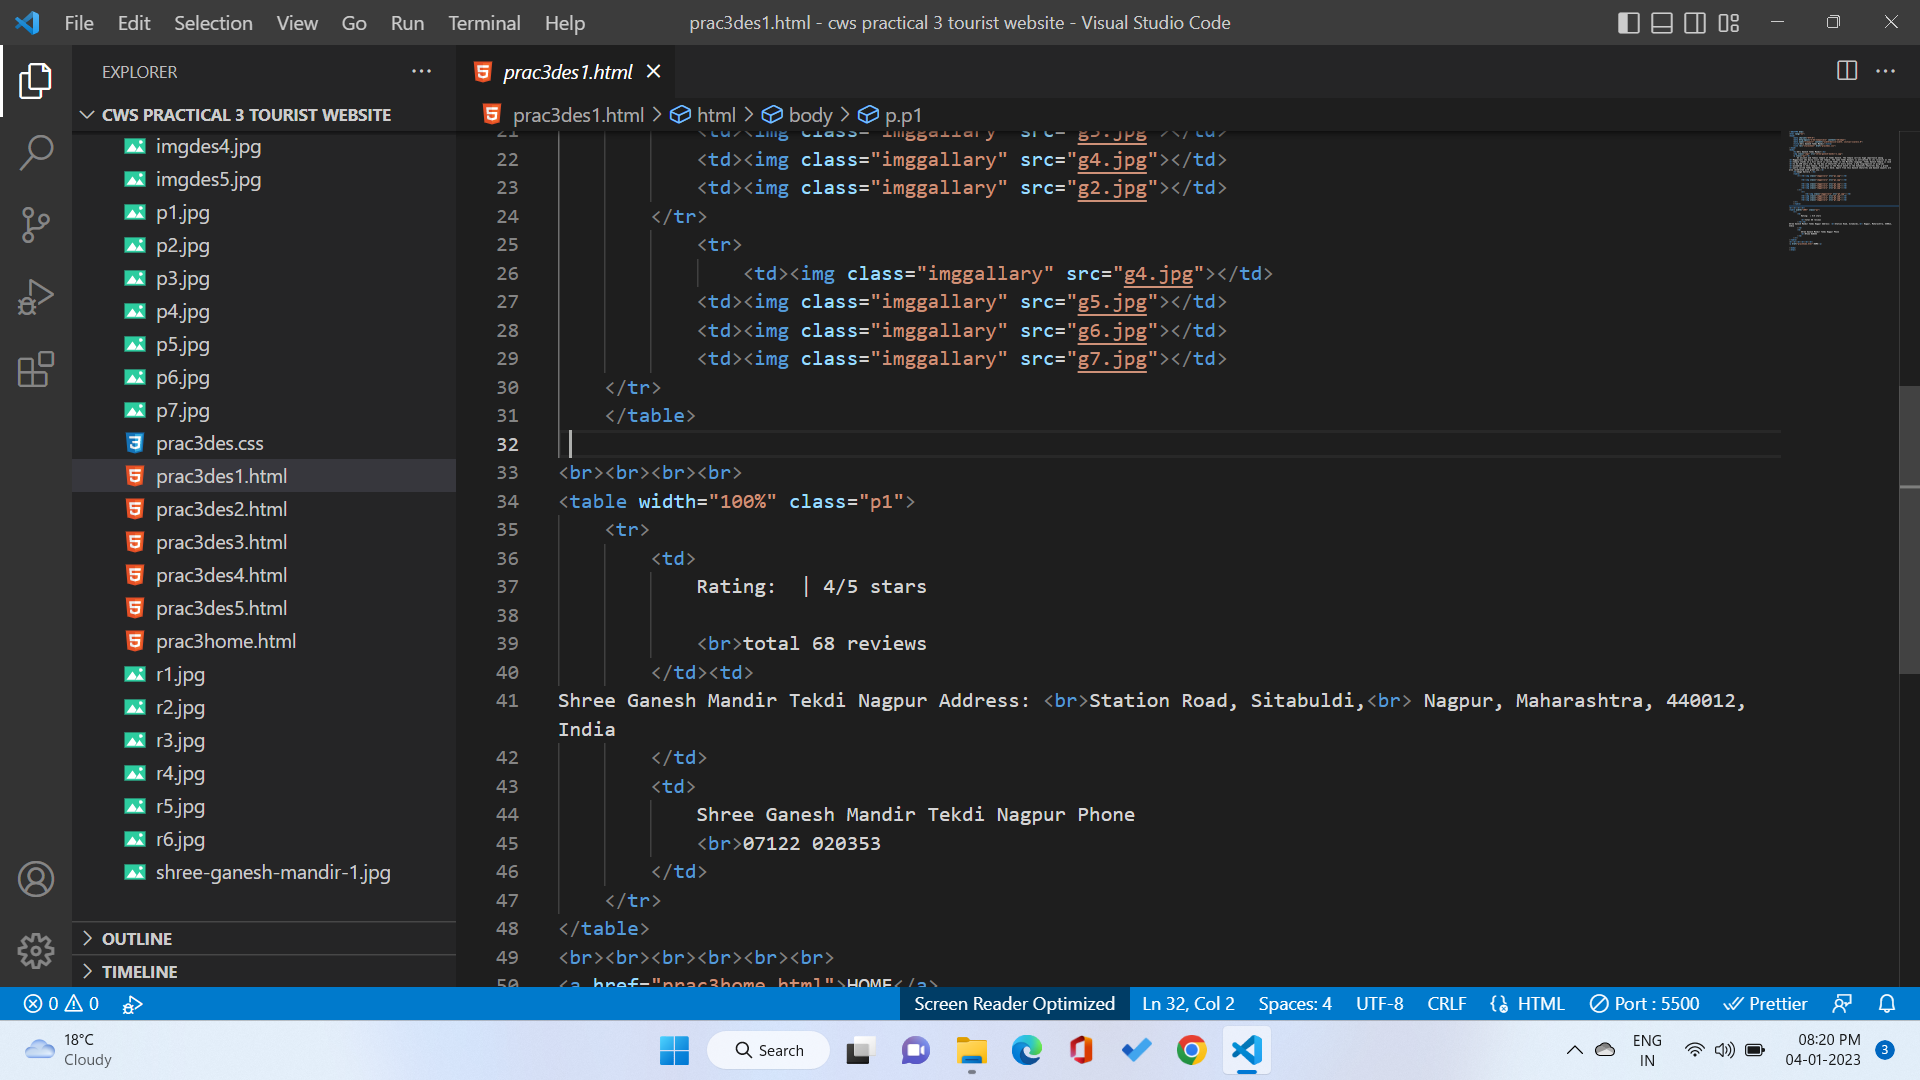 File Edit Selection View Go Run Terminal Help
prac3des1.html - cws practical 3 tourist website - Visual Studio Code
EXPLORER
CWS PRACTICAL 3 TOURIST WEBSITE
imgdes4.jpg
imgdes5.jpg
p1.jpg
p2.jpg
p3.jpg
p4.jpg
p5.jpg
p6.jpg
p7.jpg
prac3des.css
prac3des1.html
prac3des2.html
prac3des3.html
prac3des4.html
prac3des5.html
prac3home.html
r1.jpg
r2.jpg
r3.jpg
r4.jpg
r5.jpg
r6.jpg
shree-ganesh-mandir-1.jpg
OUTLINE
TIMELINE
prac3des1.html
prac3des1.html > html > body > p.p1
21 <td><img class="imggallary" src="g3.jpg"></td>
22 <td><img class="imggallary" src="g4.jpg"></td>
23 <td><img class="imggallary" src="g2.jpg"></td>
24 </tr>
25 <tr>
26 <td><img class="imggallary" src="g4.jpg"></td>
27 <td><img class="imggallary" src="g5.jpg"></td>
28 <td><img class="imggallary" src="g6.jpg"></td>
29 <td><img class="imggallary" src="g7.jpg"></td>
30 </tr>
31 </table>
32
33 <br><br><br><br>
34 <table width="100%" class="p1">
35 <tr>
36 <td>
37 Rating: | 4/5 stars
38
39 <br>total 68 reviews
40 </td><td>
41 Shree Ganesh Mandir Tekdi Nagpur Address: <br>Station Road, Sitabuldi,<br> Nagpur, Maharashtra, 440012,
India
42 </td>
43 <td>
44 Shree Ganesh Mandir Tekdi Nagpur Phone
45 <br>07122 020353
46 </td>
47 </tr>
48 </table>
49 <br><br><br><br><br><br>
50 <a href="prac3home.html">HOME</a>
0 0 Screen Reader Optimized Ln 32, Col 2 Spaces: 4 UTF-8 CRLF HTML Port : 5500 Prettier
18°C
Cloudy
Search
ENG
IN
08:20 PM
04-01-2023
3